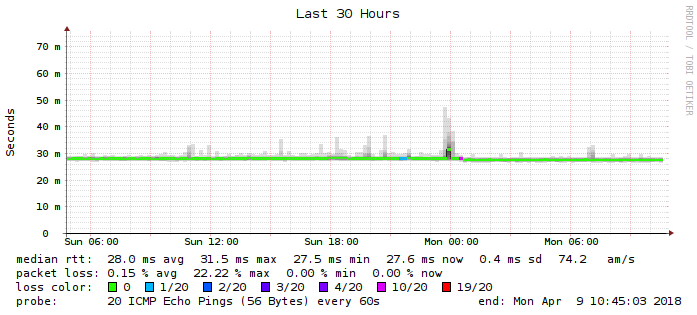 Last 30 Hours
RRDTOOL / TOBI OETIKER
Seconds
70 m
60 m
50 m
40 m
30 m
20 m
10 m
0
Sun 06:00 Sun 12:00 Sun 18:00 Mon 00:00 Mon 06:00
median rtt: 28.0 ms avg 31.5 ms max 27.5 ms min 27.6 ms now 0.4 ms sd 74.2 am/s
packet loss: 0.15 % avg 22.22 % max 0.00 % min 0.00 % now
loss color: 0 1/20 2/20 3/20 4/20 10/20 19/20
probe: 20 ICMP Echo Pings (56 Bytes) every 60s end: Mon Apr 9 10:45:03 2018